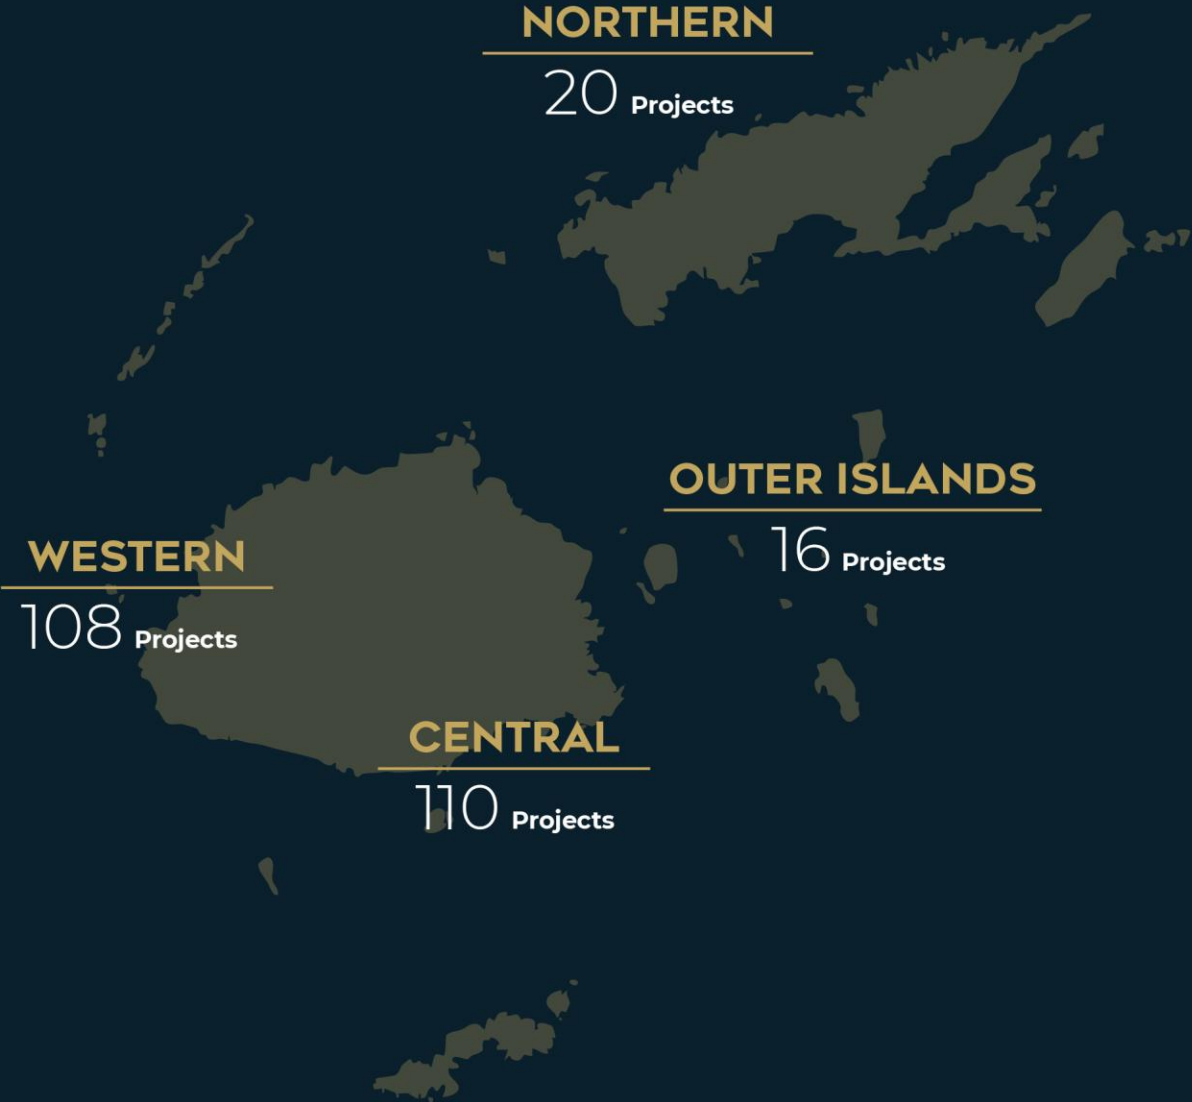 NORTHERN
20 Projects
OUTER ISLANDS
16 Projects
WESTERN
108 Projects
CENTRAL
110 Projects